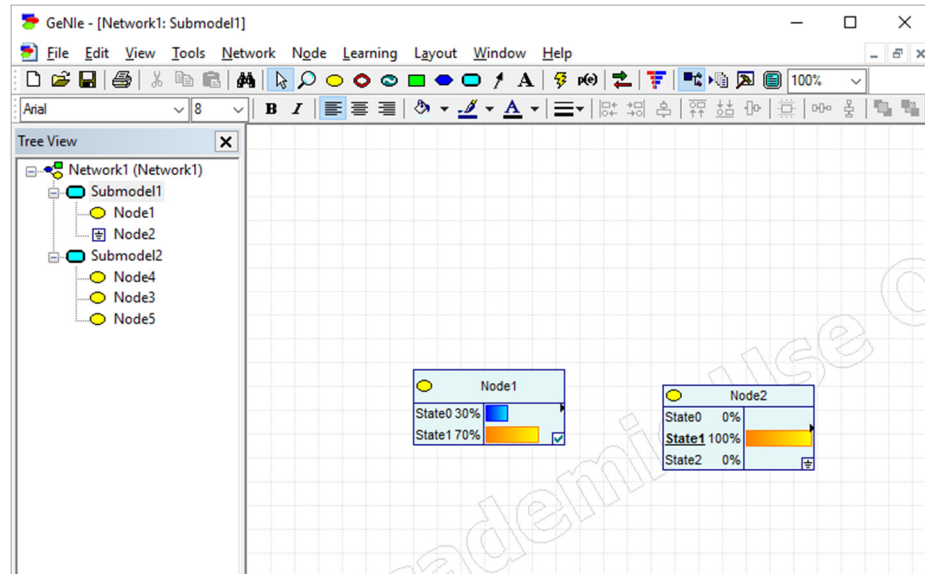 GeNIe - [Network1: Submodel1]
File Edit View Tools Network Node Learning Layout Window Help
A P(e) 100%
Arial 8 B I A
Tree View
Network1 (Network1)
Submodel1
Node1
Node2
Submodel2
Node4
Node3
Node5
Node1
State0 30%
State1 70%
Node2
State0 0%
State1 100%
State2 0%
ademic Use O